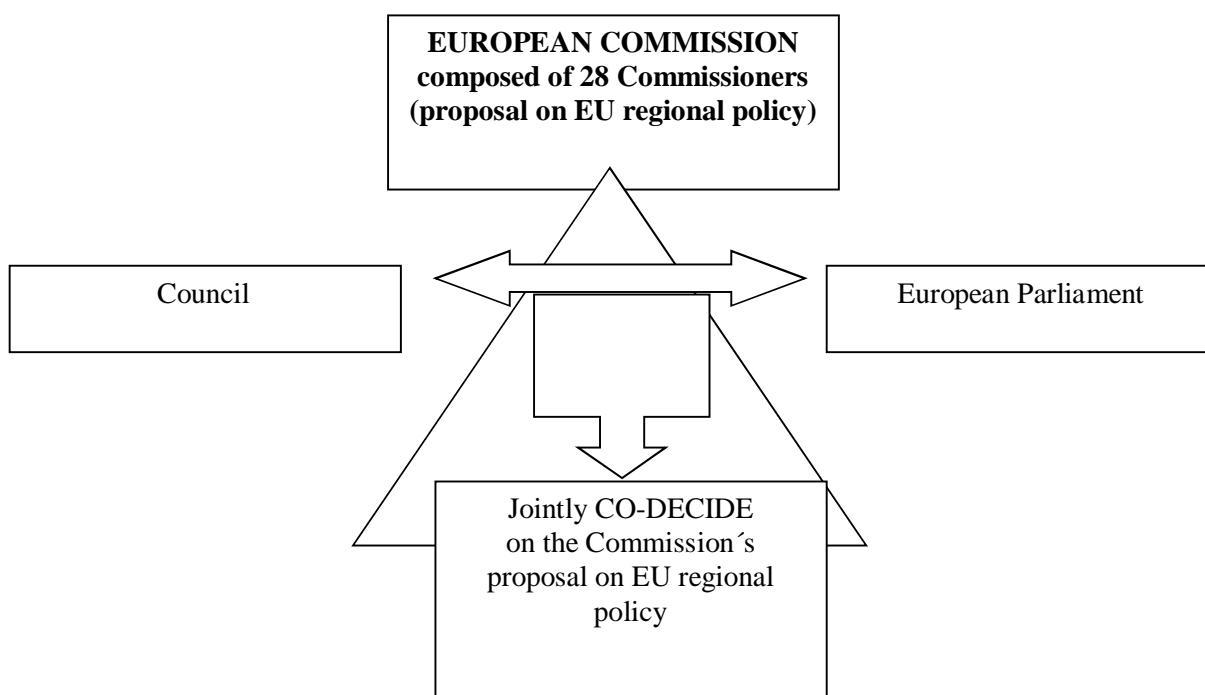 EUROPEAN COMMISSION
composed of 28 Commissioners
(proposal on EU regional policy)
Council
European Parliament
Jointly CO-DECIDE
on the Commission´s
proposal on EU regional
policy